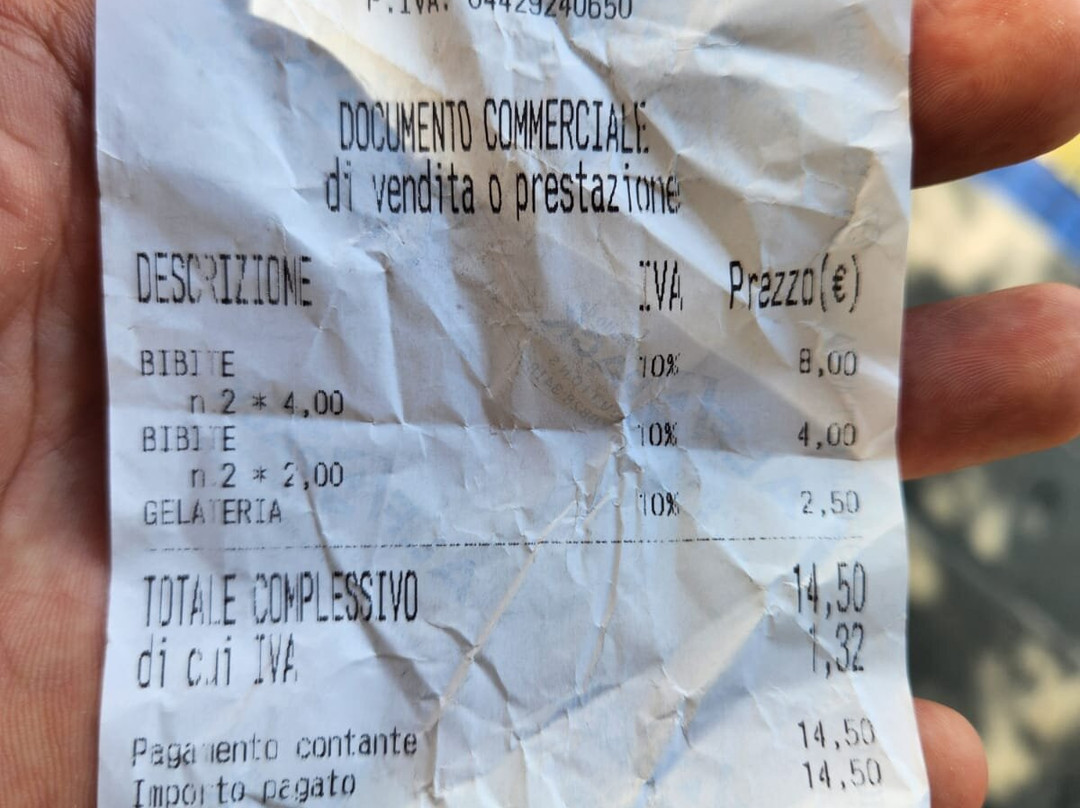 P.IVA: 04429240650
DOCUMENTO COMMERCIALE
di vendita o prestazione
DESCRIZIONE IVA Prezzo(€)
BIBITE 10% 8,00
n.2 * 4,00
BIBITE 10% 4,00
n.2 * 2,00
GELATERIA 10% 2,50
TOTALE COMPLESSIVO 14,50
di cui IVA 1,32
Pagamento contante 14,50
Importo pagato 14,50